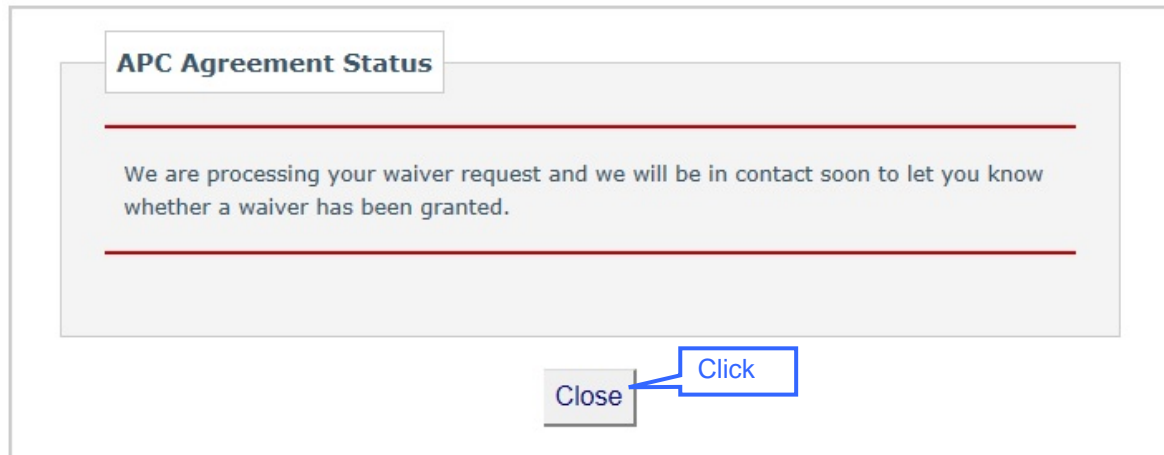 APC Agreement Status
We are processing your waiver request and we will be in contact soon to let you know
whether a waiver has been granted.
Click
Close